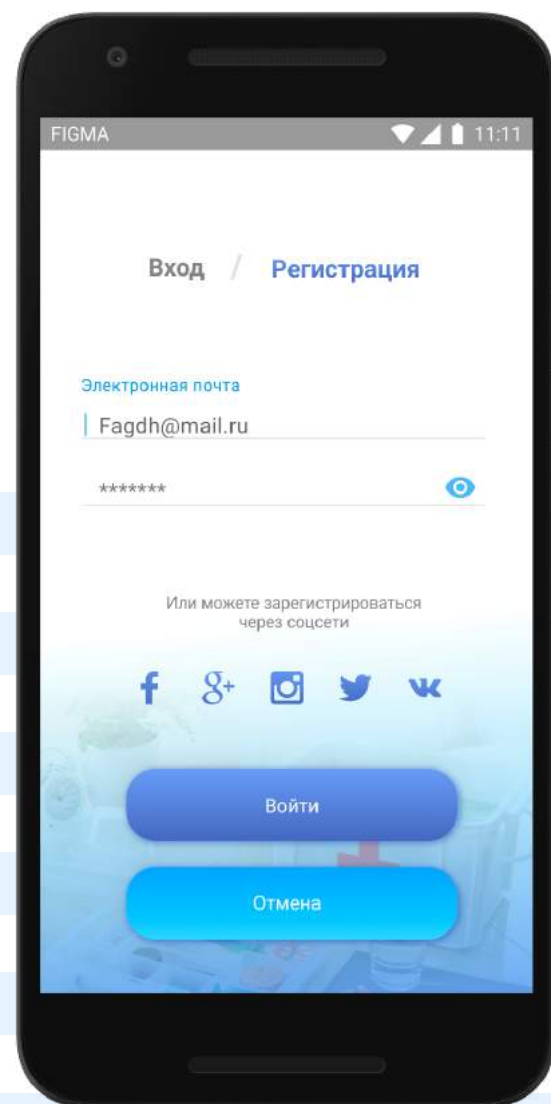 FIGMA 11:11
Вход / Регистрация
Электронная почта
Fagdh@mail.ru
*******
Или можете зарегистрироваться
через соцсети
Войти
Отмена